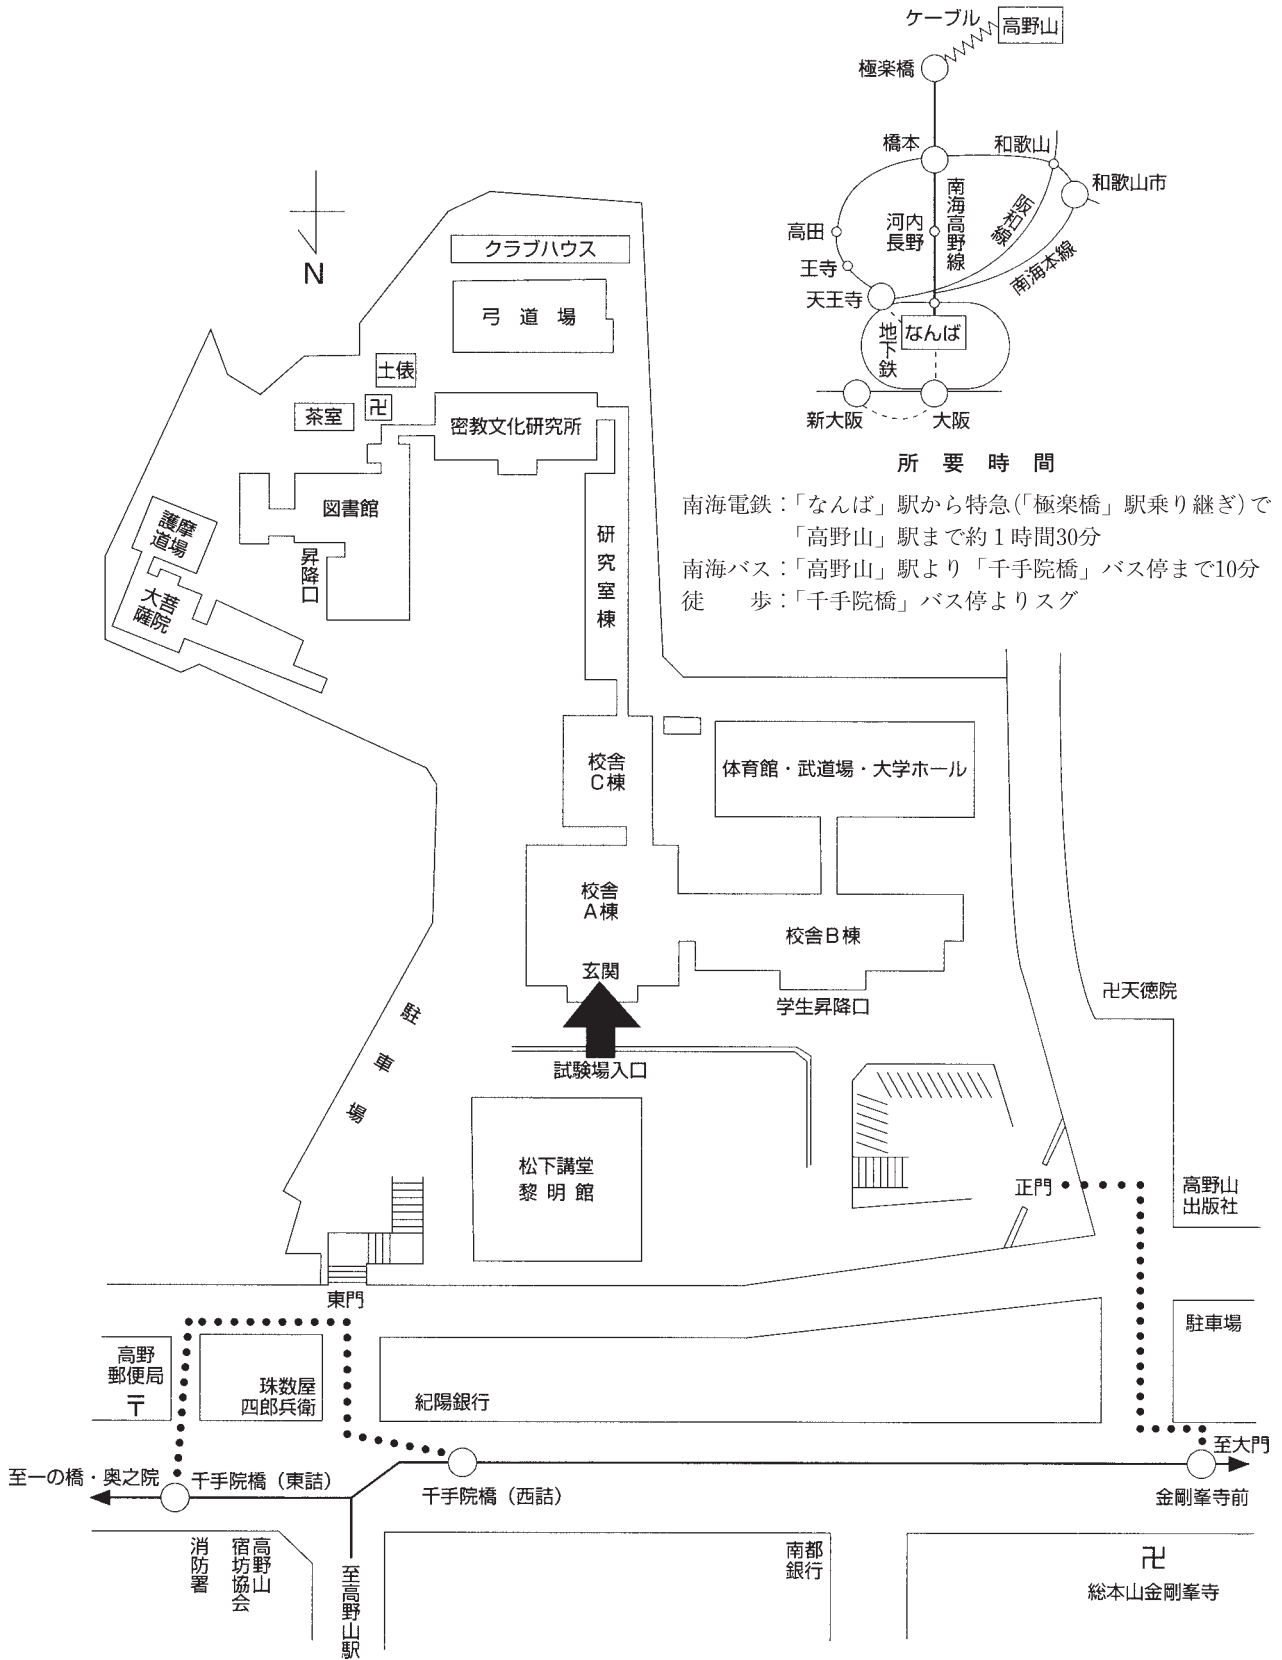 ケーブル
高野山
極楽橋
橋本
和歌山
和歌山市
南海高野線
阪和線
南海本線
河内
長野
高田
王寺
天王寺
地下鉄
なんば
新大阪
大阪
所要時間
南海電鉄：「なんば」駅から特急(「極楽橋」駅乗り継ぎ)で
「高野山」駅まで約1時間30分
南海バス：「高野山」駅より「千手院橋」バス停まで10分
徒　　歩：「千手院橋」バス停よりスグ
N
クラブハウス
弓道場
土俵
卍
茶室
密教文化研究所
図書館
昇降口
護摩
道場
大菩
薩院
研究室棟
校舎
C棟
体育館・武道場・大学ホール
校舎
A棟
玄関
校舎B棟
学生昇降口
試験場入口
卍天徳院
駐車場
松下講堂
黎明館
正門
高野山
出版社
東門
駐車場
高野
郵便局
〒
珠数屋
四郎兵衛
紀陽銀行
至大門
至一の橋・奥之院
千手院橋（東詰）
千手院橋（西詰）
金剛峯寺前
消防署
高野山
宿坊協会
至高野山駅
南都
銀行
卍
総本山金剛峯寺